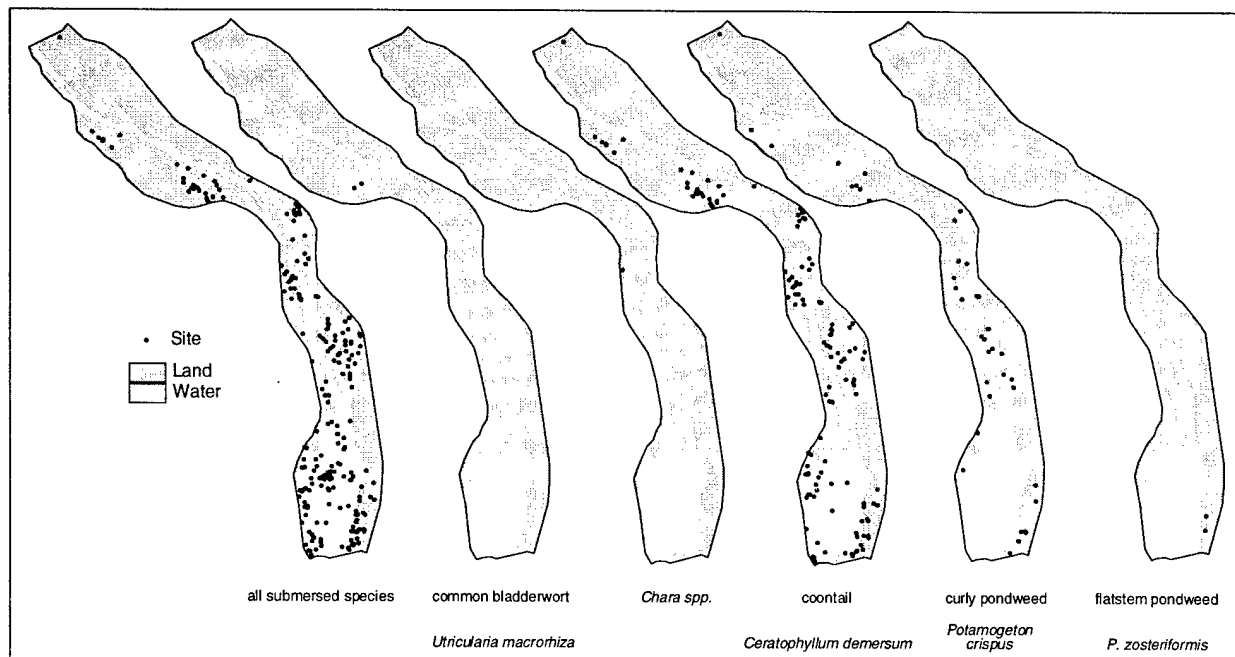 Site
Land
Water
all submersed species
common bladderwort
Chara spp.
coontail
curly pondweed
flatstem pondweed
Utricularia macrorhiza
Ceratophyllum demersum
Potamogeton
crispus
P. zosteriformis